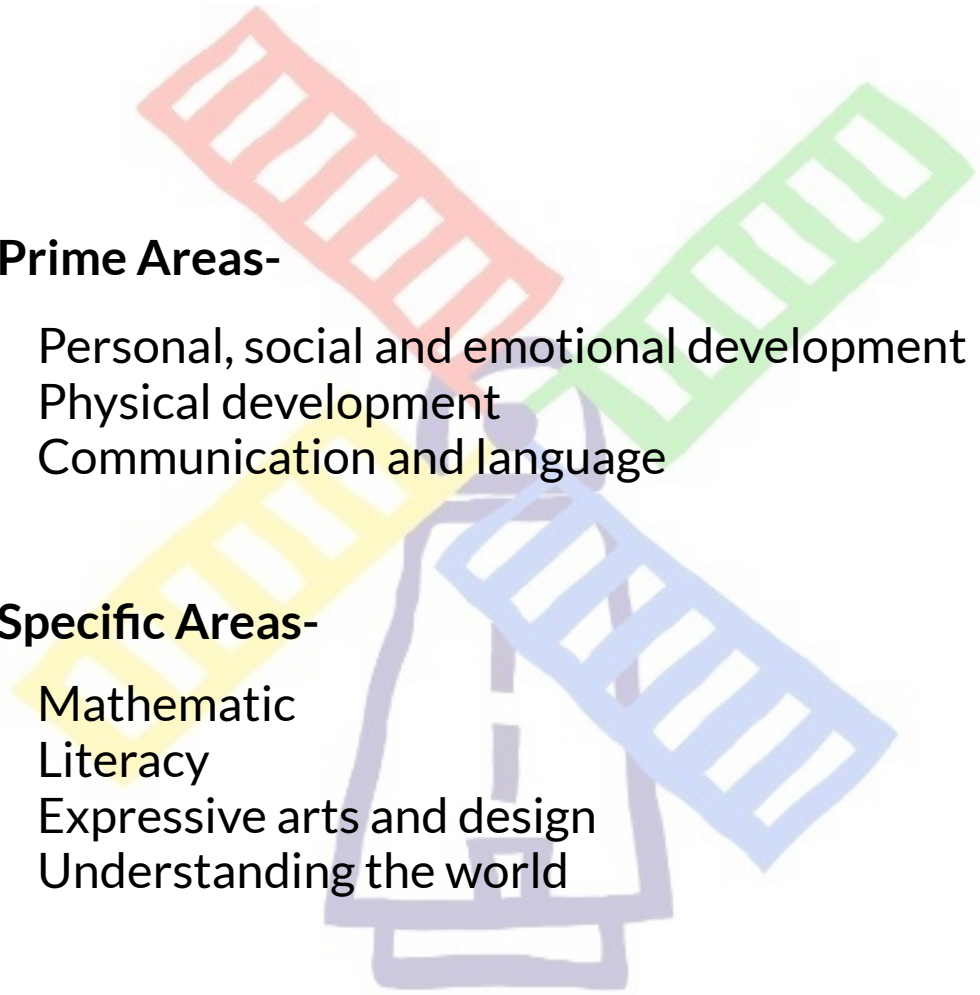 Prime Areas-
Personal, social and emotional development
Physical development
Communication and language
Specific Areas-
Mathematic
Literacy
Expressive arts and design
Understanding the world